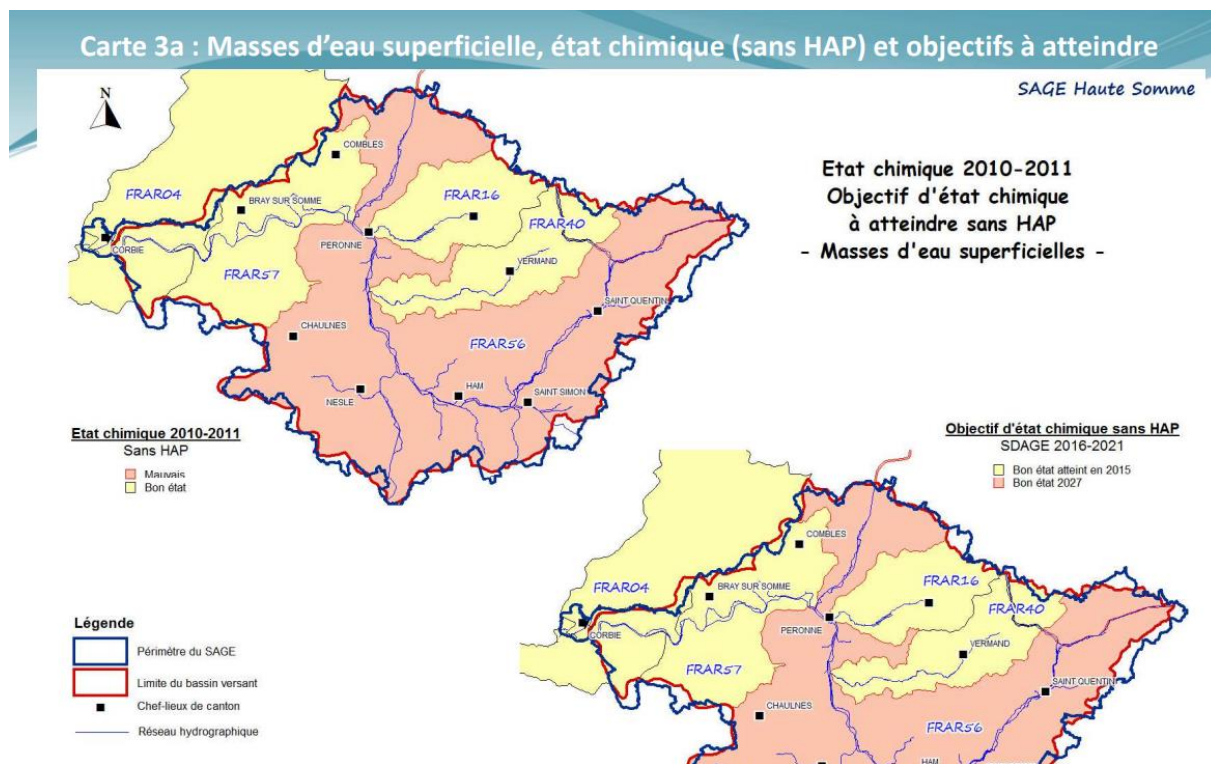 Carte 3a : Masses d'eau superficielle, état chimique (sans HAP) et objectifs à atteindre
SAGE Haute Somme
N
Etat chimique 2010-2011
Objectif d'état chimique
à atteindre sans HAP
- Masses d'eau superficielles -
COMBLES
FRAR04
BRAY SUR SOMME
FRAR16
FRAR40
CORBIE
PERONNE
VERMAND
FRAR57
SAINT QUENTIN
CHAULNES
FRAR56
NESLE
HAM
SAINT SIMON
Etat chimique 2010-2011
Sans HAP
Mauvais
Bon état
Objectif d'état chimique sans HAP
SDAGE 2016-2021
Bon état atteint en 2015
Bon état 2027
COMBLES
FRAR04
BRAY SUR SOMME
FRAR16
FRAR40
CORBIE
PERONNE
VERMAND
FRAR57
SAINT QUENTIN
CHAULNES
FRAR56
HAM
Légende
Périmètre du SAGE
Limite du bassin versant
Chef-lieux de canton
Réseau hydrographique